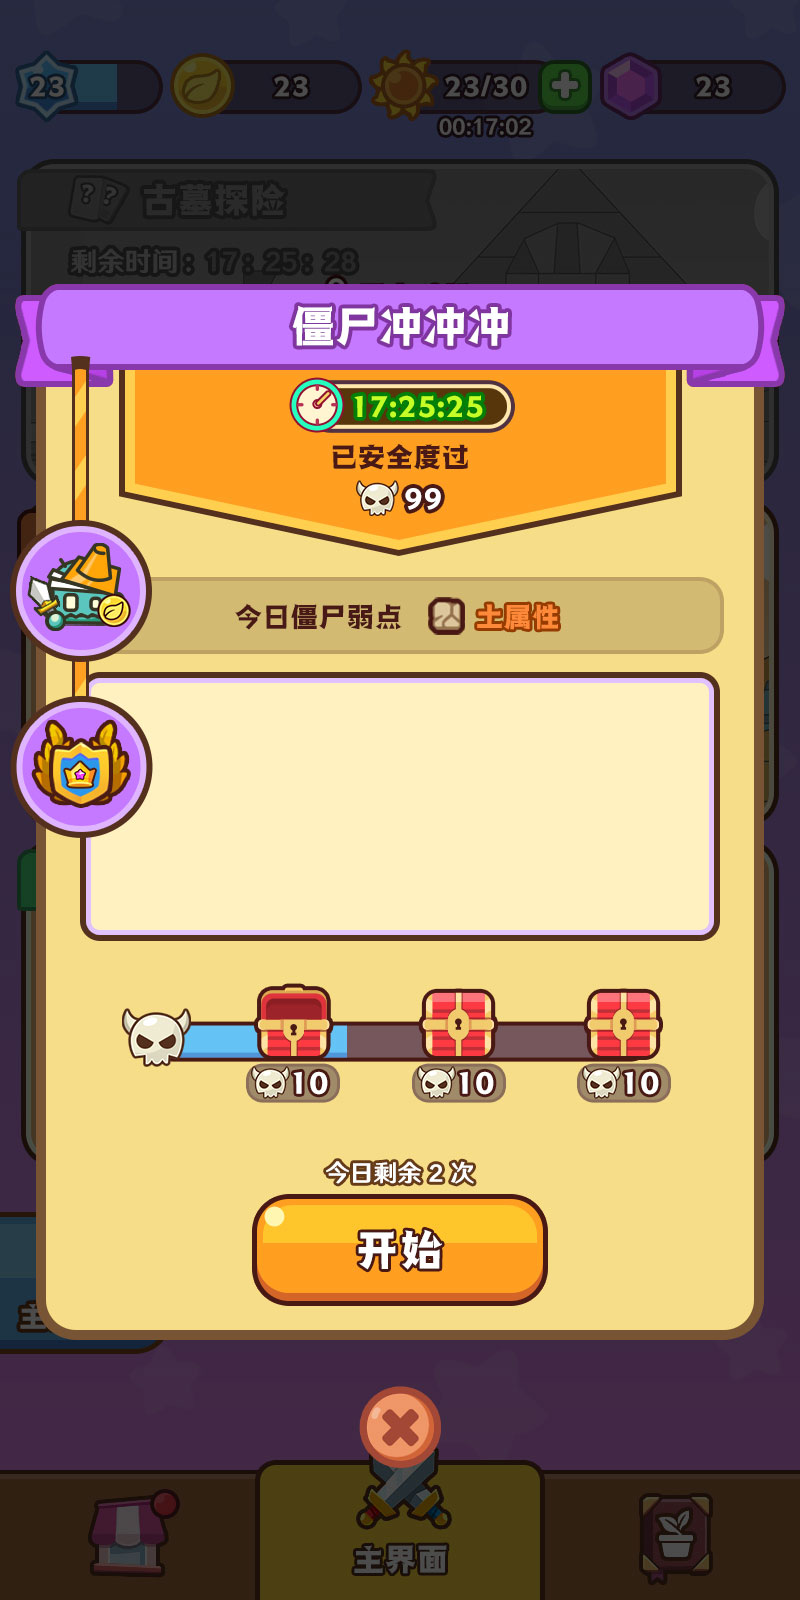 23
23
23/30
23
00:17:02
??
古墓探险
剩余时间：17：25：28
僵尸冲冲冲
17:25:25
已安全度过
99
今日僵尸弱点 土属性
10 10 10
今日剩余2次
开始
主
主界面